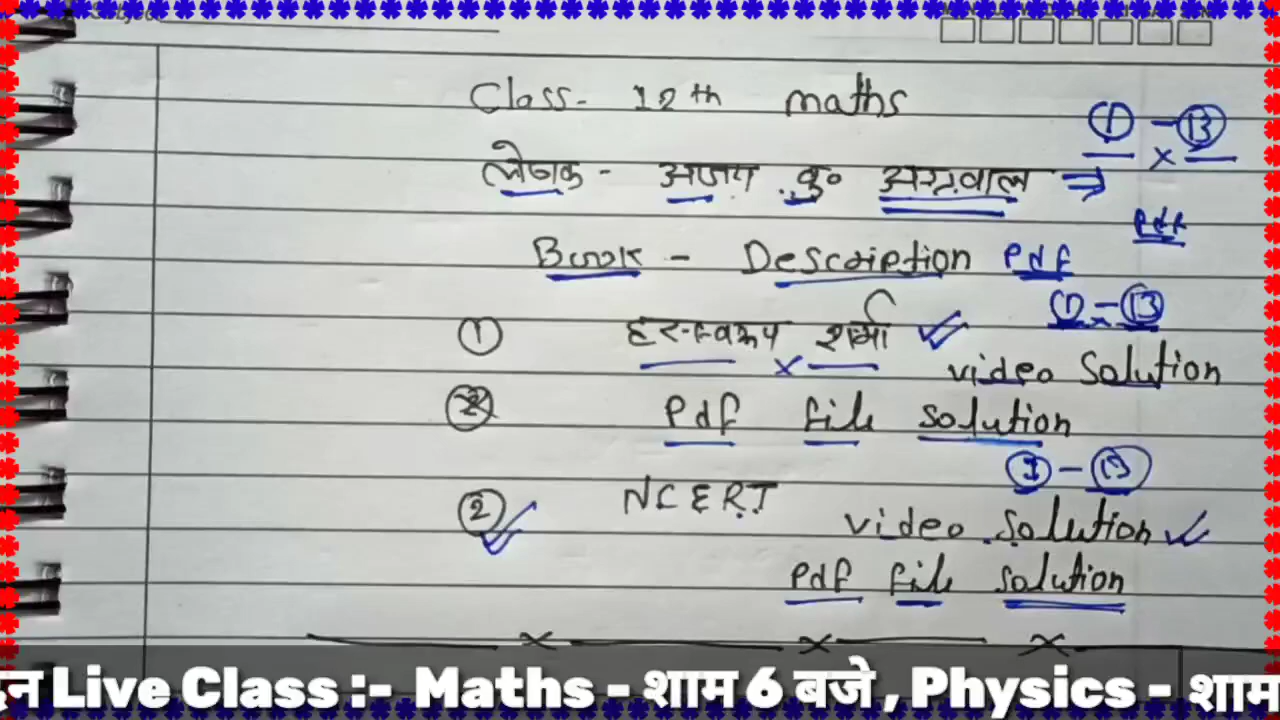 Class- 12th maths
① - ⑬
लेखक - अजय कु० अग्रवाल ⇒
Pdf
Book - Description Pdf
① - ⑬
① हरस्वरूप शर्मा
video Solution
Pdf file solution
① - ⑬
② NCERT
video solution
Pdf file solution
Live Class :- Maths - शाम 6 बजे , Physics - शाम